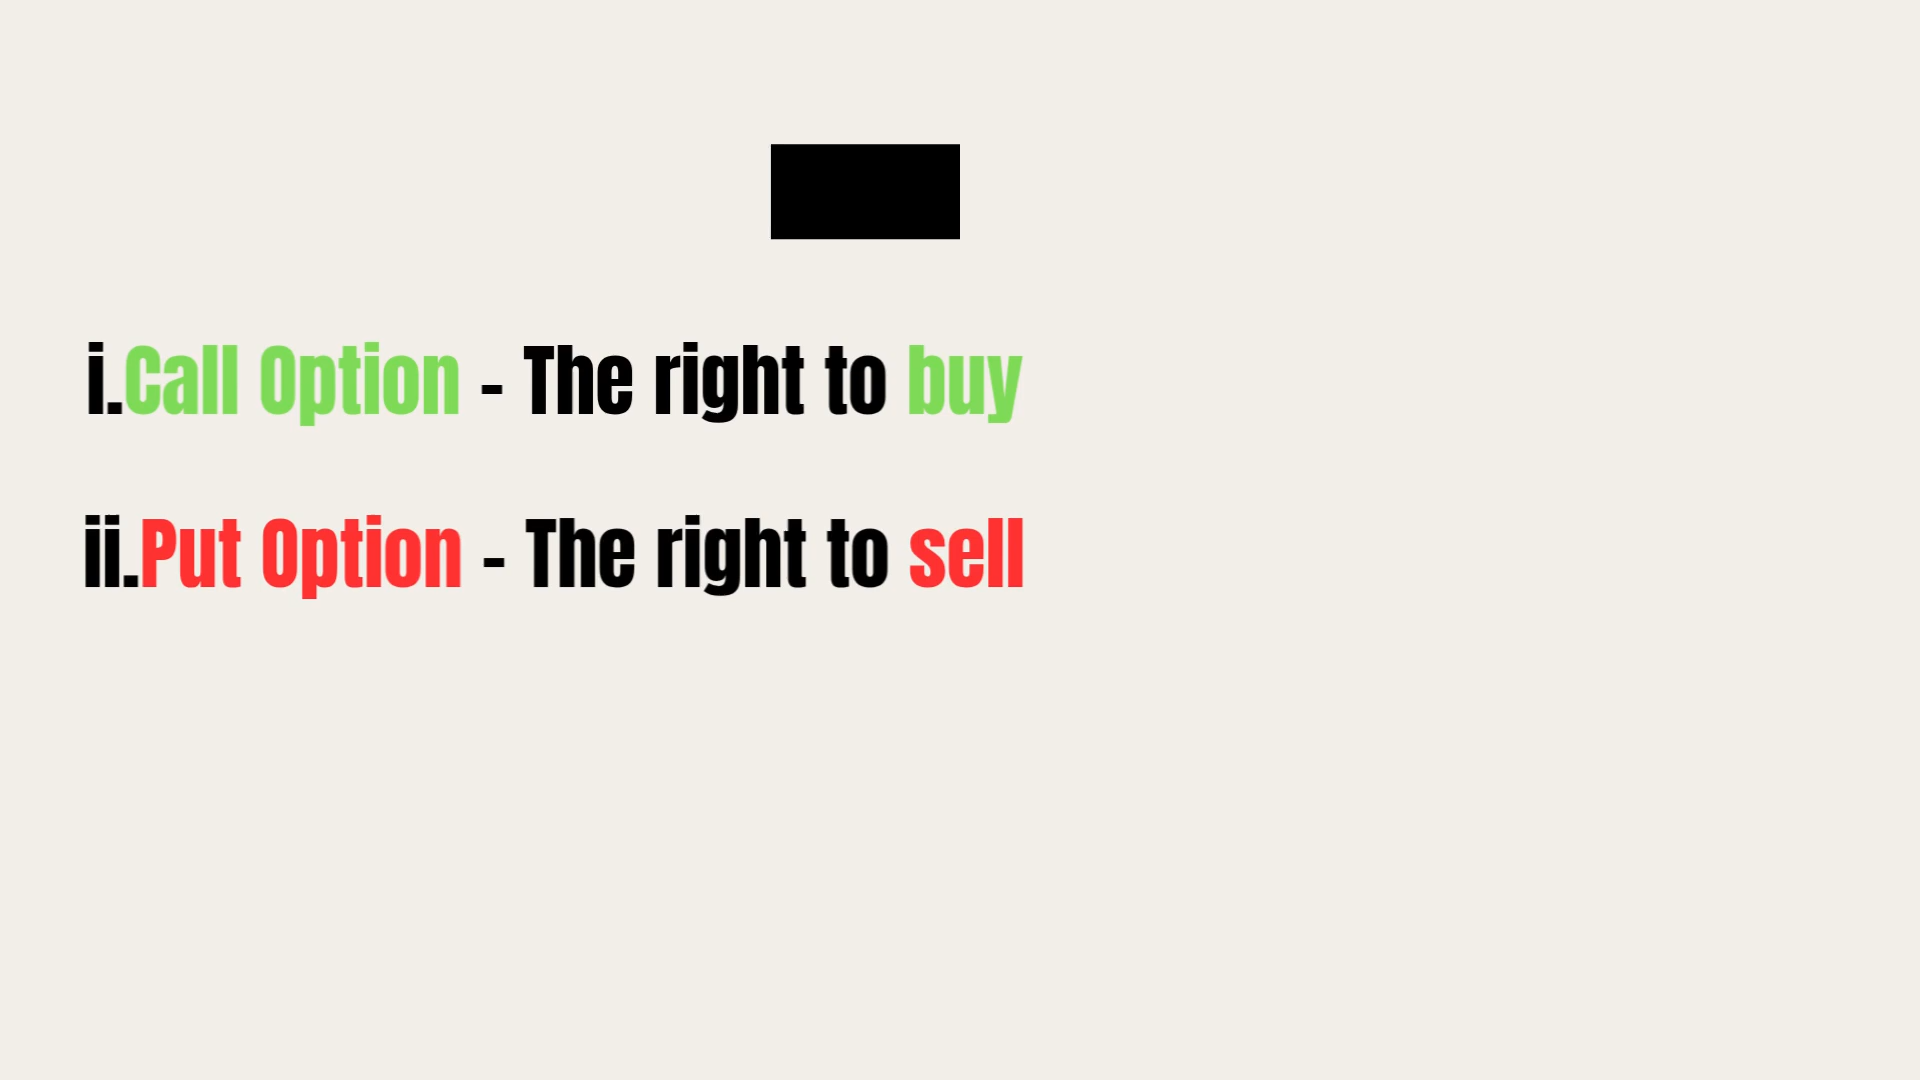 i.Call Option - The right to buy
ii.Put Option - The right to sell